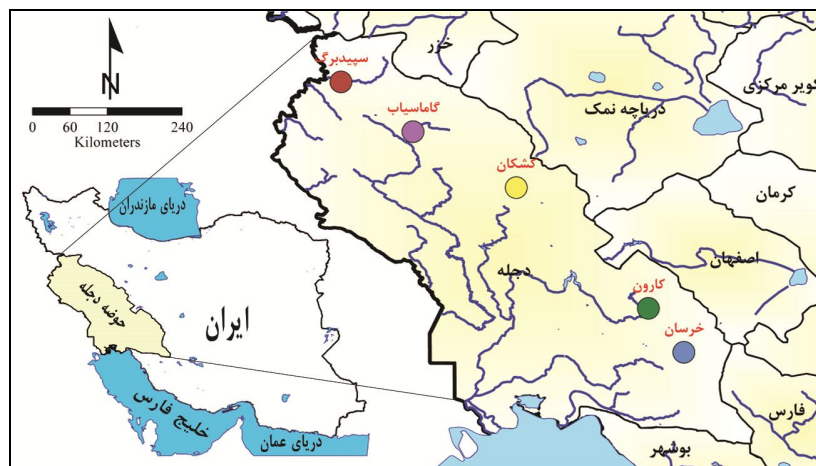 N
0 60 120 240
Kilometers
سپیدبرگ
خزر
گاماسیاب
کویر مرکزی
دریاچه نمک
کشکان
کرمان
دجله
اصفهان
کارون
خرسان
فارس
بوشهر
دریای مازندران
حوضه دجله
ایران
خلیج فارس
دریای عمان